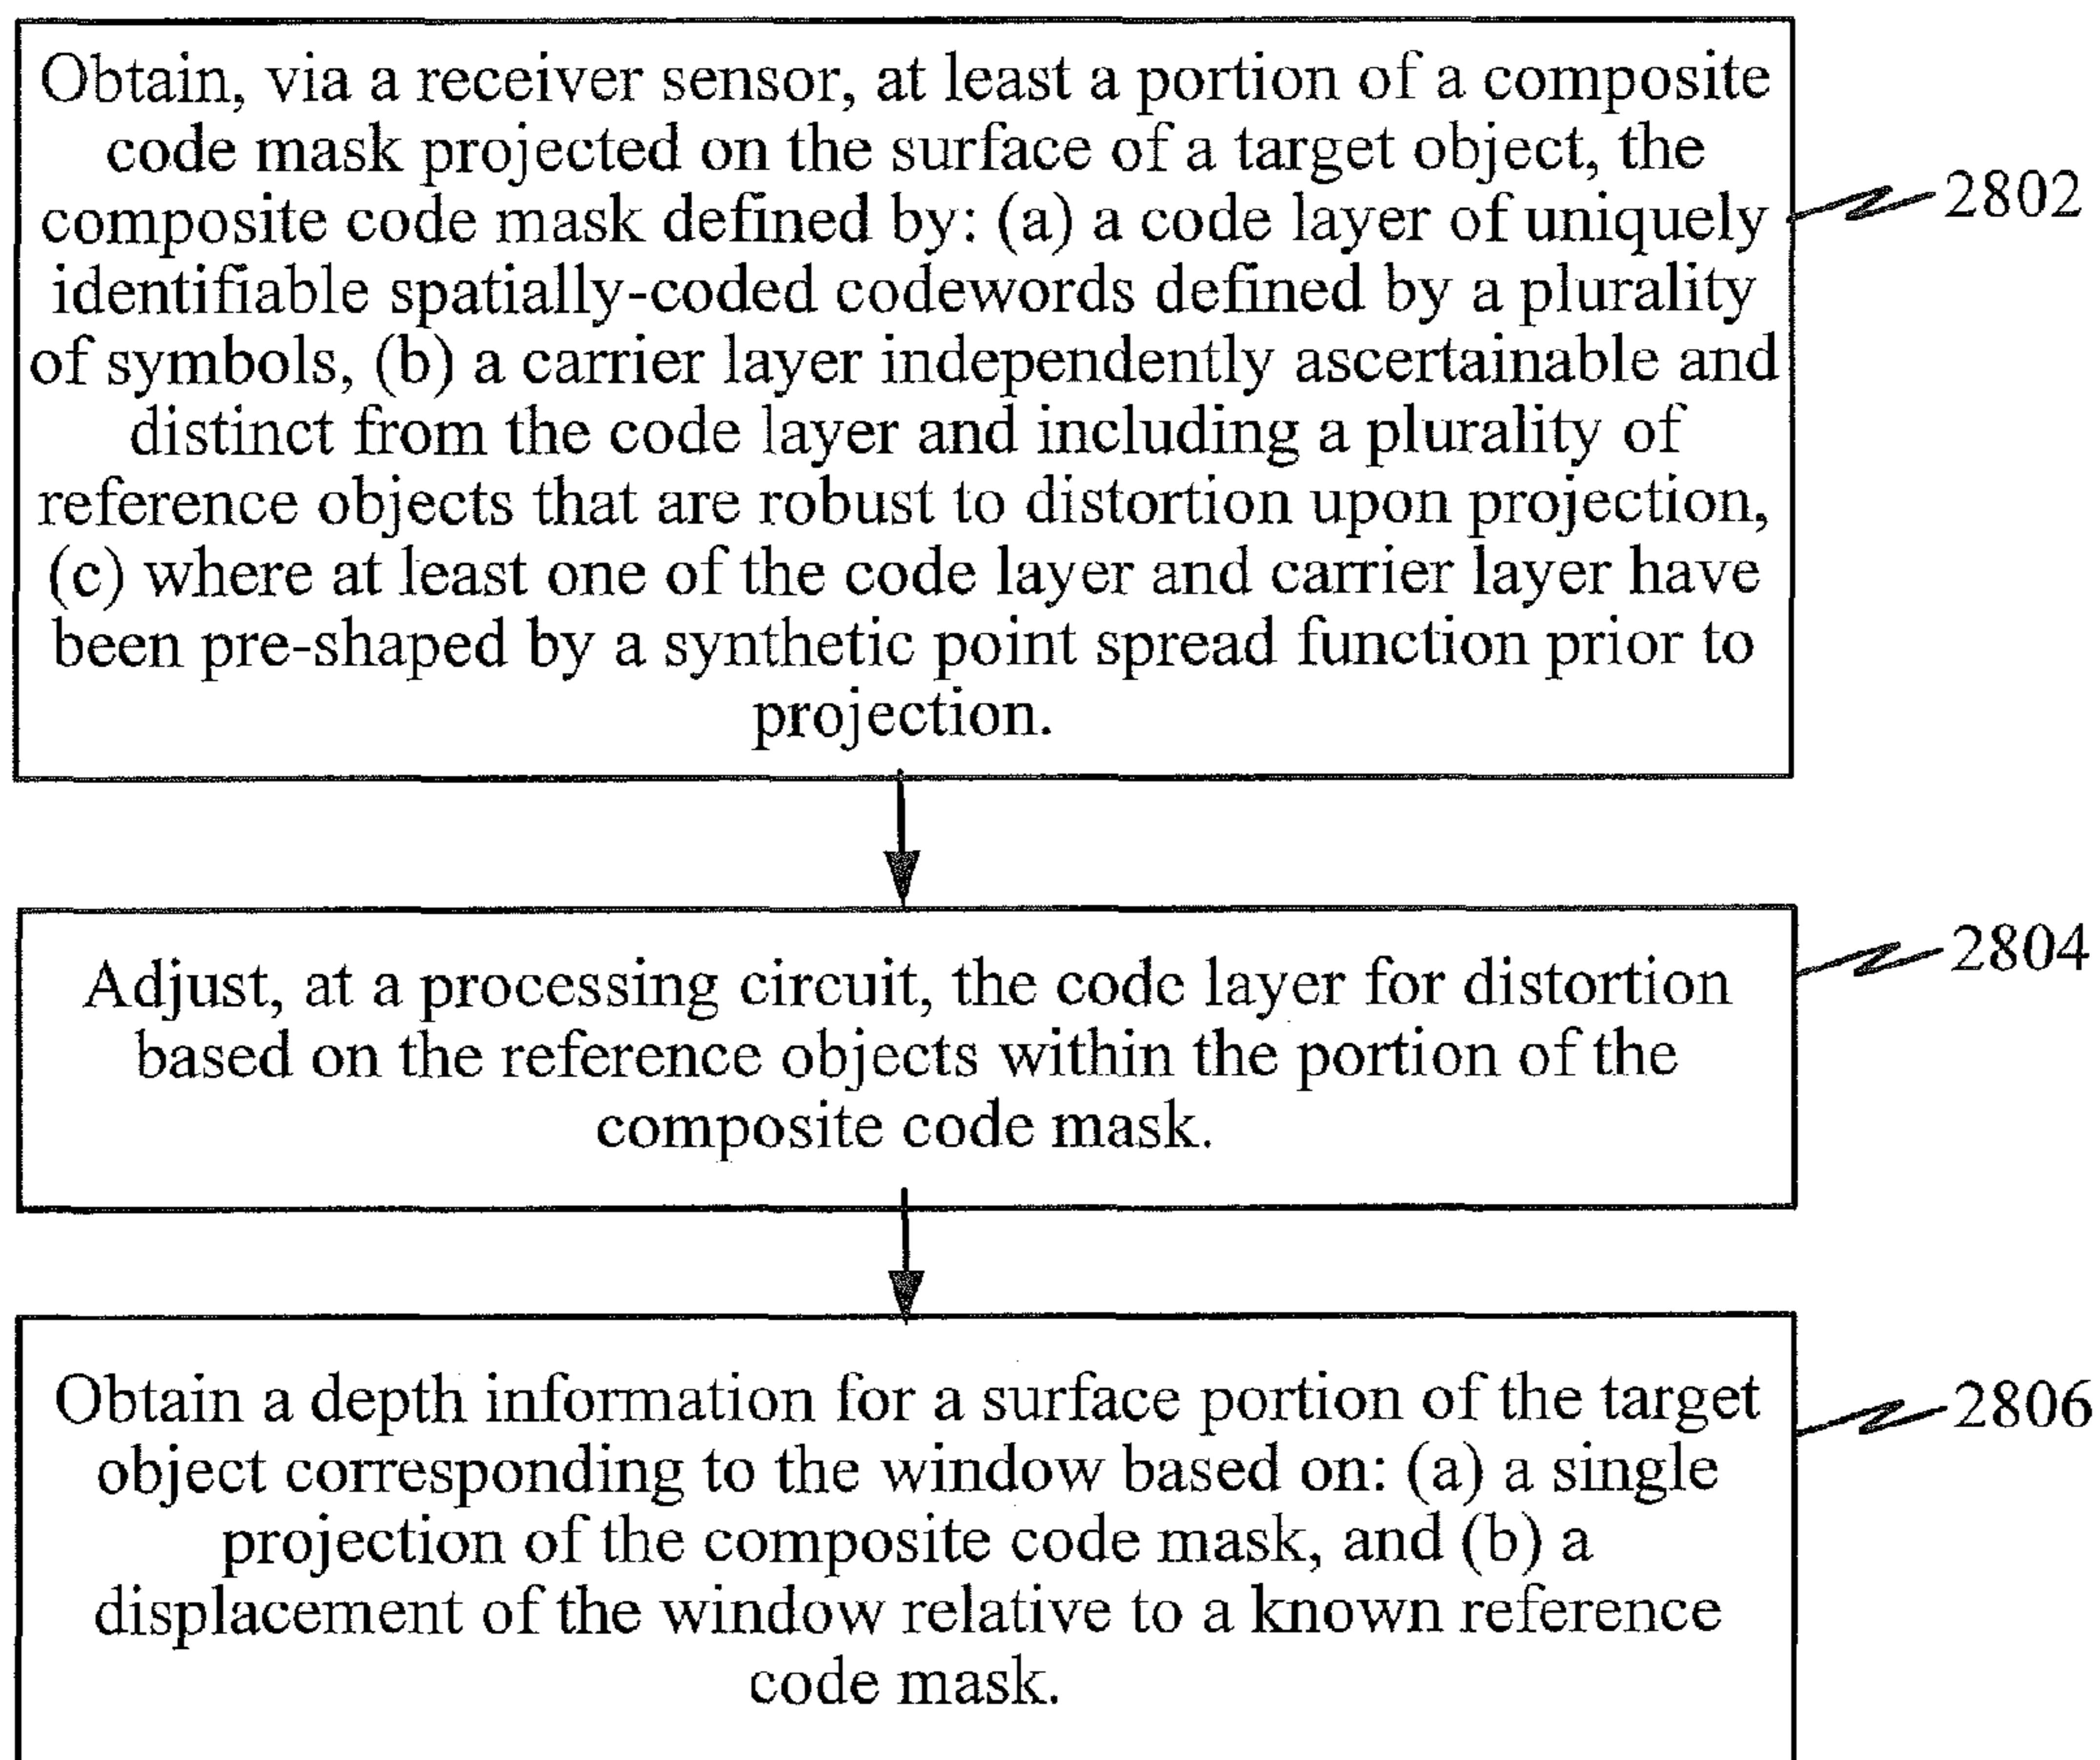 Obtain, via a receiver sensor, at least a portion of a composite
code mask projected on the surface of a target object, the
composite code mask defined by: (a) a code layer of uniquely
identifiable spatially-coded codewords defined by a plurality
of symbols, (b) a carrier layer independently ascertainable and
distinct from the code layer and including a plurality of
reference objects that are robust to distortion upon projection,
(c) where at least one of the code layer and carrier layer have
been pre-shaped by a synthetic point spread function prior to
projection.
2802
Adjust, at a processing circuit, the code layer for distortion
based on the reference objects within the portion of the
composite code mask.
2804
Obtain a depth information for a surface portion of the target
object corresponding to the window based on: (a) a single
projection of the composite code mask, and (b) a
displacement of the window relative to a known reference
code mask.
2806